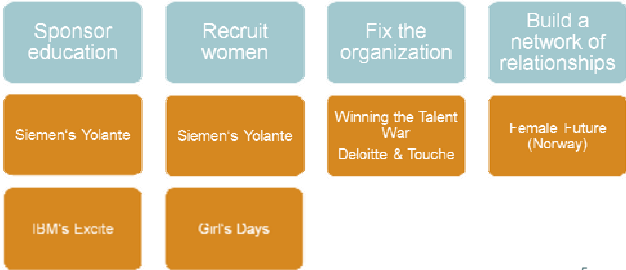 Sponsor
education
Recruit
women
Fix the
organization
Build a
network of
relationships
Siemen's Yolante
Siemen's Yolante
Winning the Talent
War
Deloitte & Touche
Female Future
(Norway)
IBM's Excite
Girl's Days